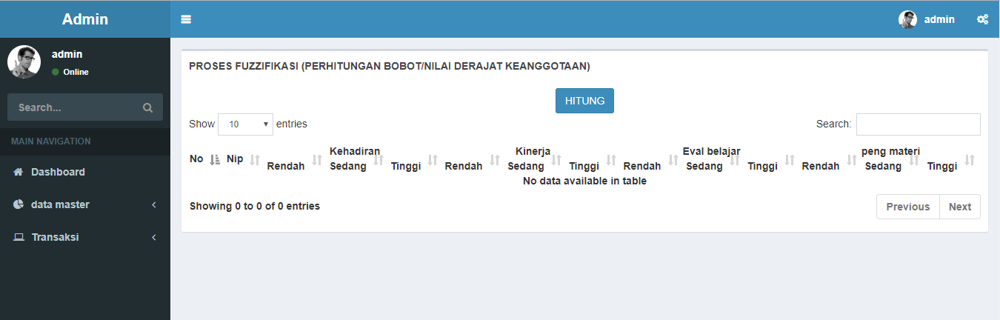 Admin
admin
admin
Online
Search...
MAIN NAVIGATION
Dashboard
data master
Transaksi
PROSES FUZZIFIKASI (PERHITUNGAN BOBOT/NILAI DERAJAT KEANGGOTAAN)
HITUNG
Show 10 entries
Search:
No Nip Kehadiran Kinerja Eval belajar peng materi
Rendah Sedang Tinggi Rendah Sedang Tinggi Rendah Sedang Tinggi Rendah Sedang Tinggi
No data available in table
Showing 0 to 0 of 0 entries
Previous Next